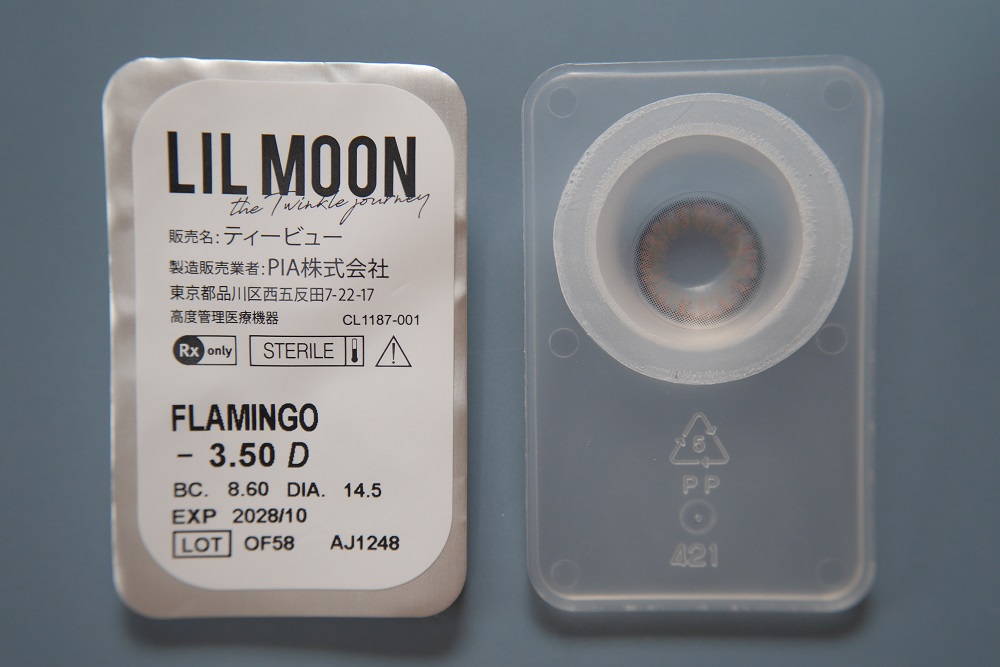 LIL MOON
the Twinkle journey
販売名:ティービュー
製造販売業者:PIA株式会社
東京都品川区西五反田7-22-17
高度管理医療機器 CL1187-001
Rx only STERILE
FLAMINGO
- 3.50 D
BC. 8.60 DIA. 14.5
EXP 2028/10
LOT OF58 AJ1248
5
PP
421